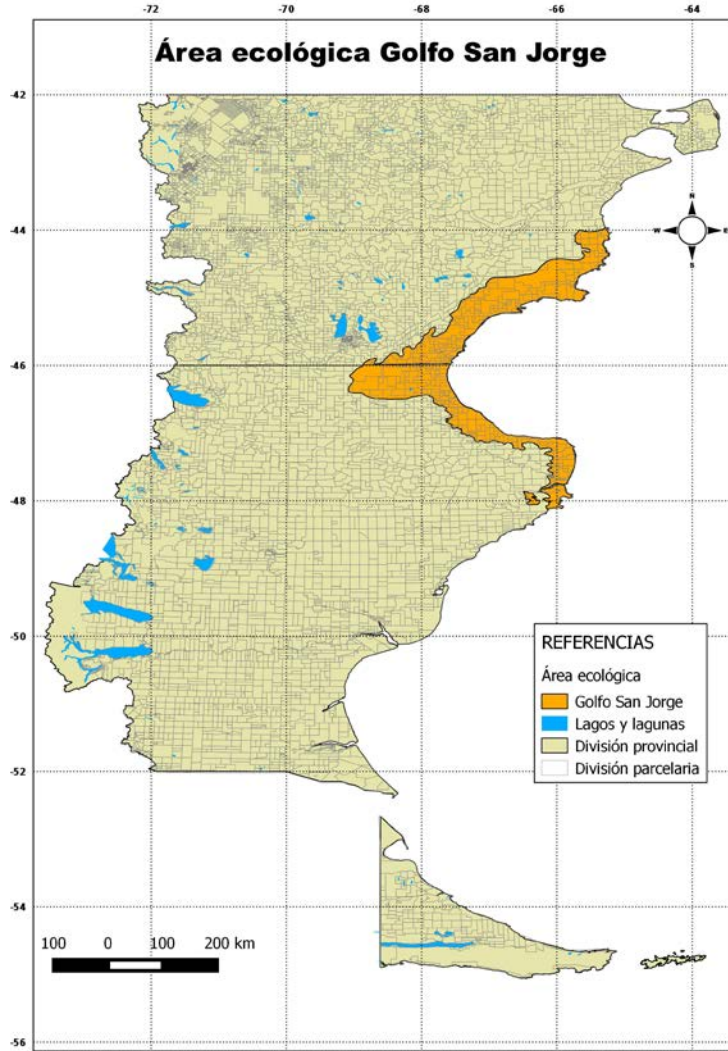 -72 -70 -68 -66 -64
Área ecológica Golfo San Jorge
-42
N
-44
W E
S
-46
-48
-50
REFERENCIAS
Área ecológica
Golfo San Jorge
Lagos y lagunas
División provincial
División parcelaria
-52
-54
100 0 100 200 km
-56